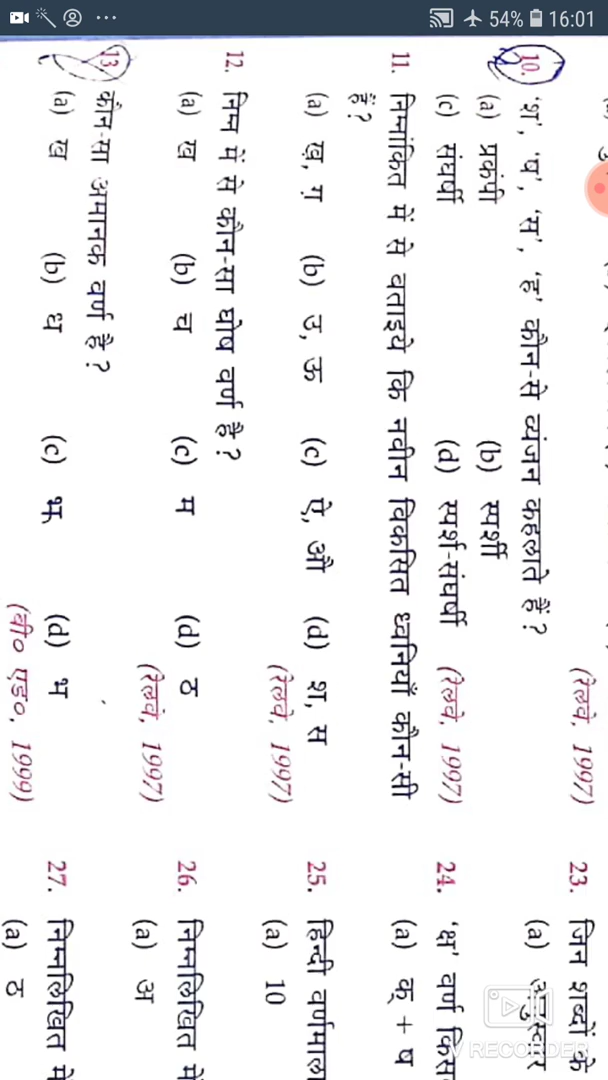 54% 16:01
10. 'श', 'ष', 'स', 'ह' कौन-से व्यंजन कहलाते हैं?
(a) प्रकंपी (b) स्पर्शी
(c) संघर्षी (d) स्पर्श-संघर्षी (रेलवे, 1997)
11. निम्नांकित में से बताइये कि नवीन विकसित ध्वनियाँ कौन-सी
हैं?
(a) ख़, ग़ (b) उ, ऊ (c) ऐ, औ (d) श, स
(रेलवे, 1997)
12. निम्न में से कौन-सा घोष वर्ण है?
(a) ख (b) च (c) म (d) ठ
(रेलवे, 1997)
13. कौन-सा अमानक वर्ण है?
(a) ख (b) ध (d) भ
(बी० एड०, 1999)
(रेलवे, 1997)
23. जिन शब्दों के
(a) अनुस्वार
24. 'क्ष' वर्ण किस
(a) क् + ष
25. हिन्दी वर्णमाला
(a) 10
26. निम्नलिखित में
(a) अ
27. निम्नलिखित में
(a) ठ
V RECORDER